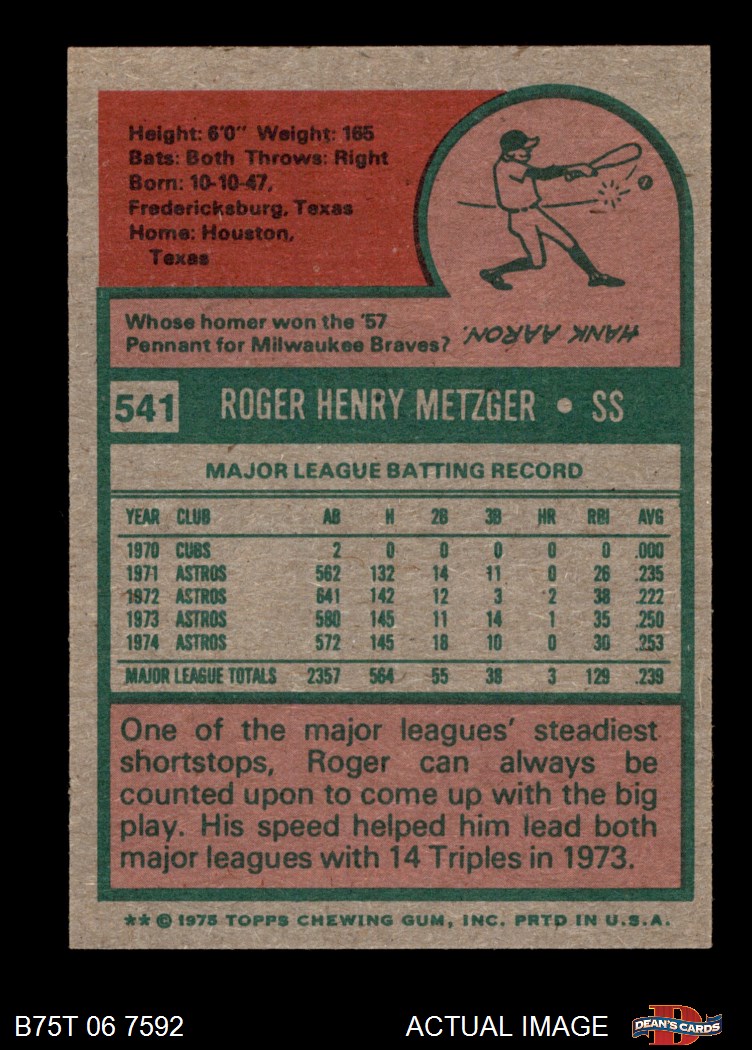 Height: 6'0" Weight: 165
Bats: Both Throws: Right
Born: 10-10-47,
Fredericksburg, Texas
Home: Houston,
Texas
Whose homer won the '57
Pennant for Milwaukee Braves?
HANK AARON.
541 ROGER HENRY METZGER • SS
MAJOR LEAGUE BATTING RECORD
YEAR CLUB AB H 2B 3B HR RBI AVG
1970 CUBS 2 0 0 0 0 0 .000
1971 ASTROS 562 132 14 11 0 26 .235
1972 ASTROS 641 142 12 3 2 38 .222
1973 ASTROS 580 145 11 14 1 35 .250
1974 ASTROS 572 145 18 10 0 30 .253
MAJOR LEAGUE TOTALS 2357 564 55 38 3 129 .239
One of the major leagues' steadiest
shortstops, Roger can always be
counted upon to come up with the big
play. His speed helped him lead both
major leagues with 14 Triples in 1973.
** © 1975 TOPPS CHEWING GUM, INC. PRTD IN U.S.A.
B75T 06 7592 ACTUAL IMAGE DEAN'S CARDS